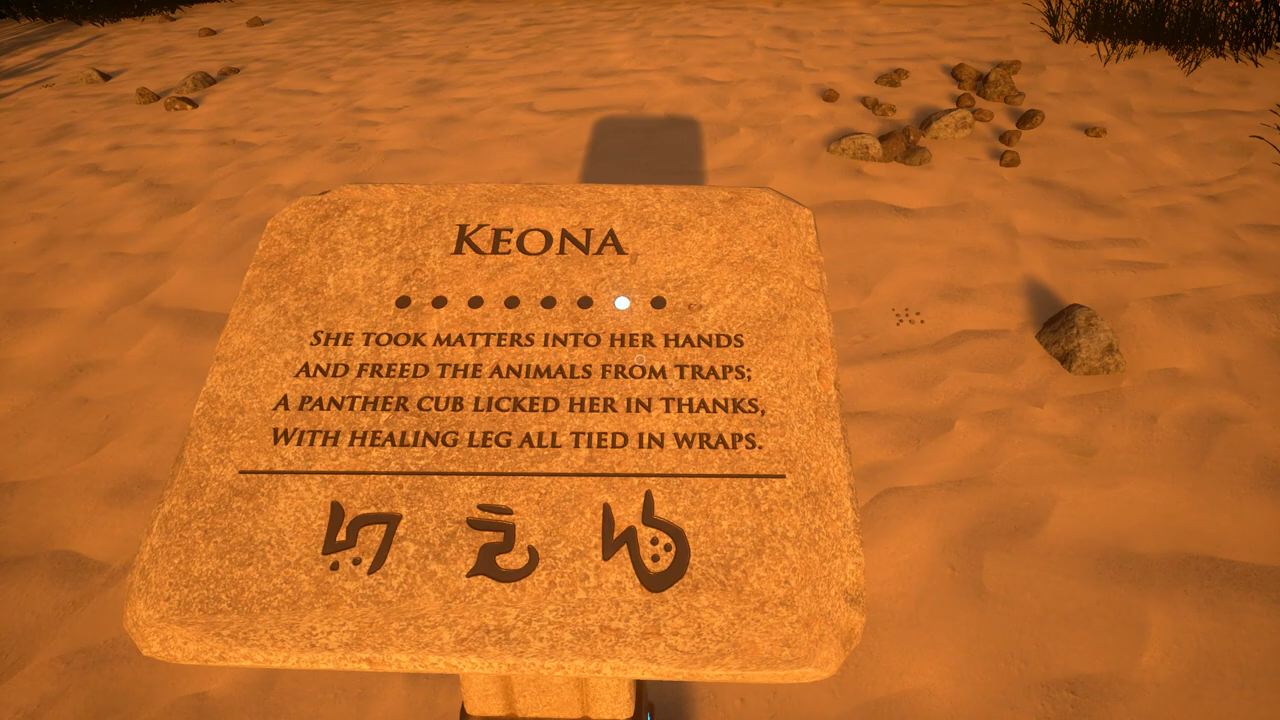 KEONA
SHE TOOK MATTERS INTO HER HANDS
AND FREED THE ANIMALS FROM TRAPS;
A PANTHER CUB LICKED HER IN THANKS,
WITH HEALING LEG ALL TIED IN WRAPS.